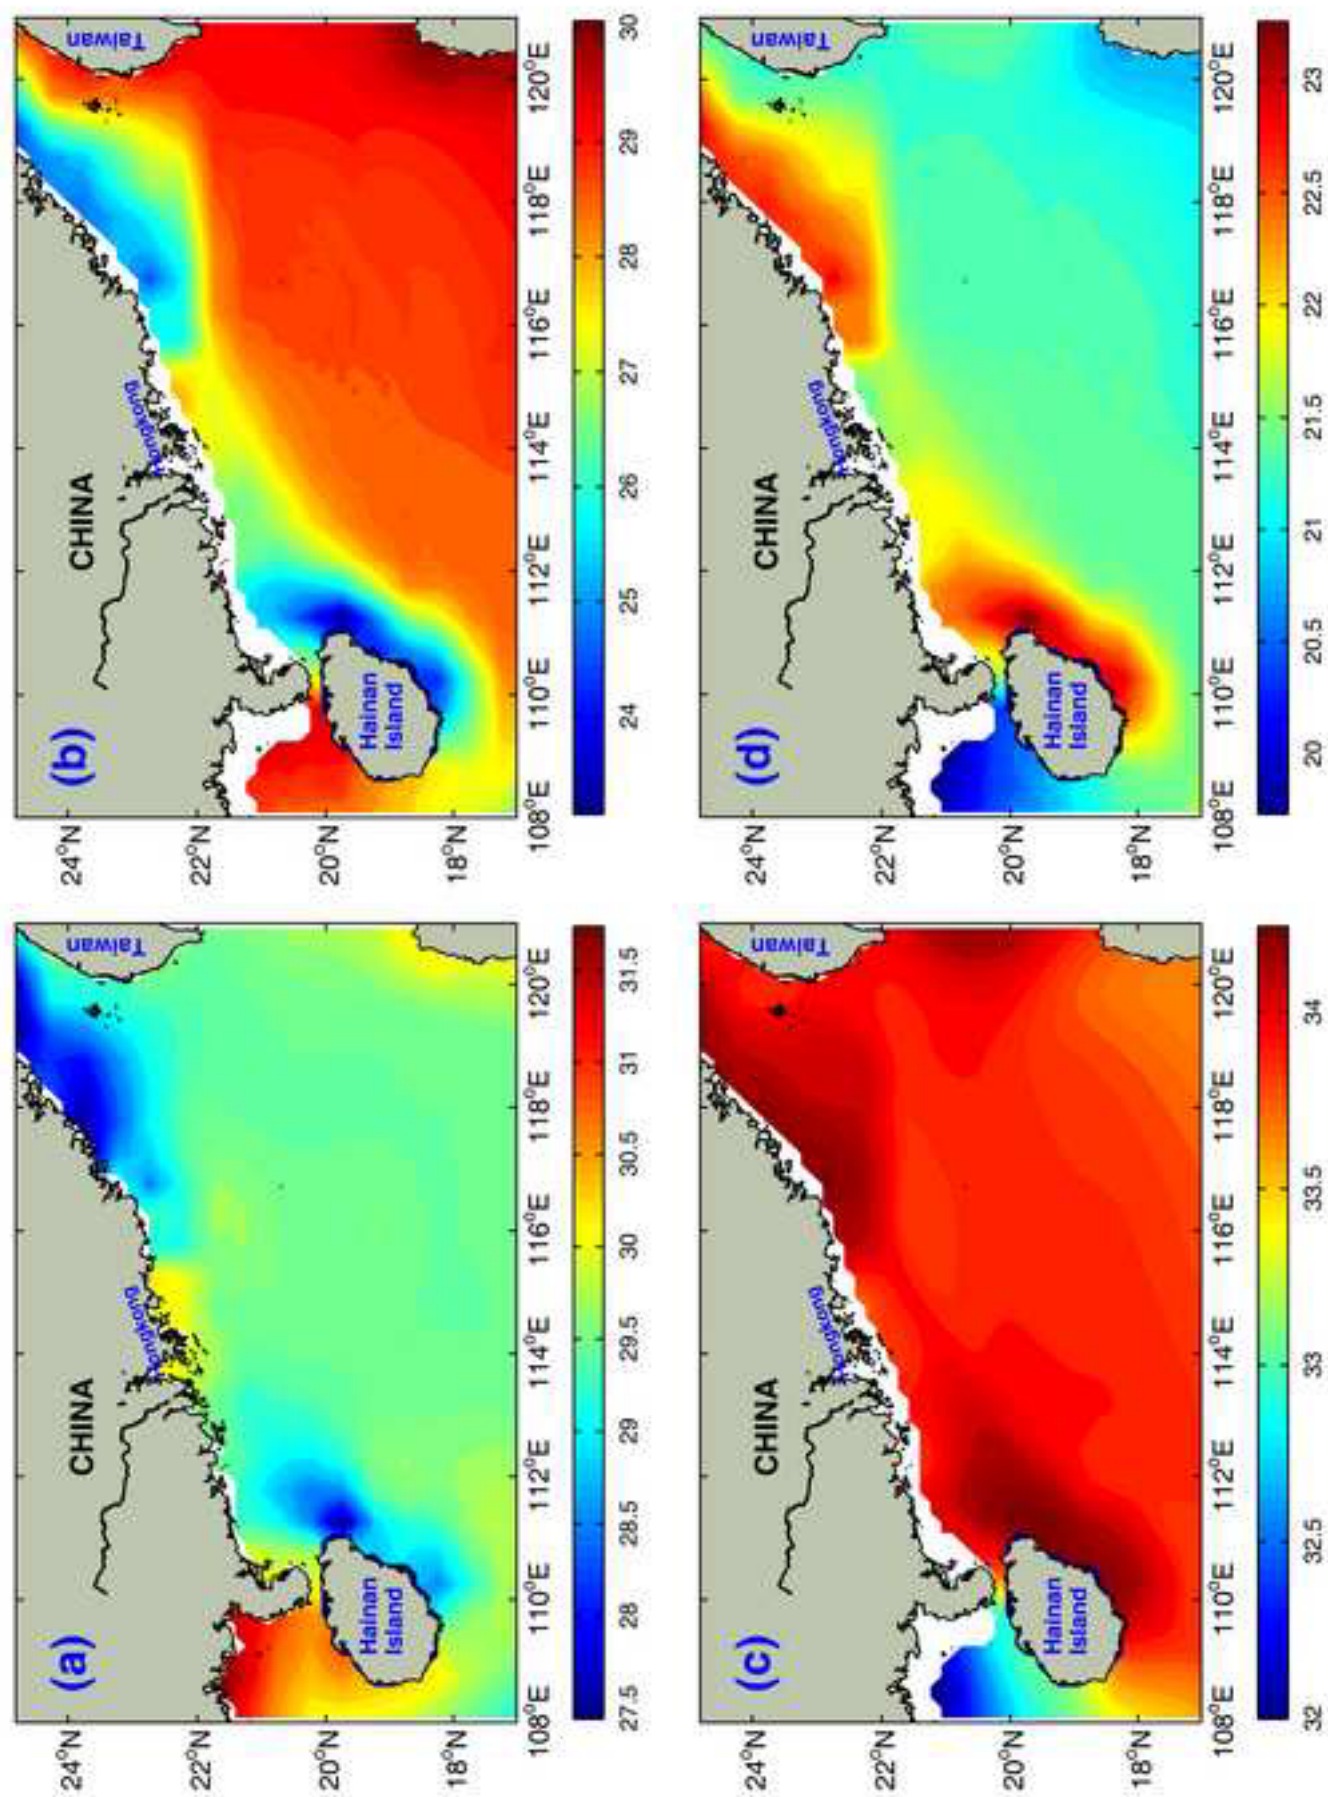 (a)
CHINA
Hongkong
Taiwan
Hainan
Island
24°N
22°N
20°N
18°N
108°E 110°E 112°E 114°E 116°E 118°E 120°E
27.5 28 28.5 29 29.5 30 30.5 31 31.5
(b)
CHINA
Hongkong
Taiwan
Hainan
Island
24°N
22°N
20°N
18°N
108°E 110°E 112°E 114°E 116°E 118°E 120°E
24 25 26 27 28 29 30
(c)
CHINA
Hongkong
Taiwan
Hainan
Island
24°N
22°N
20°N
18°N
108°E 110°E 112°E 114°E 116°E 118°E 120°E
32 32.5 33 33.5 34
(d)
CHINA
Hongkong
Taiwan
Hainan
Island
24°N
22°N
20°N
18°N
108°E 110°E 112°E 114°E 116°E 118°E 120°E
20 20.5 21 21.5 22 22.5 23